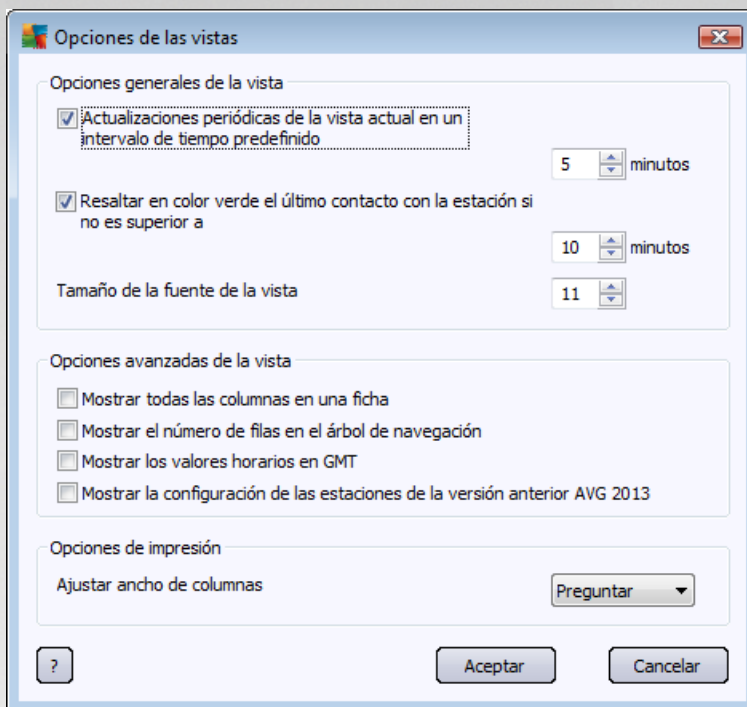 Opciones de las vistas
Opciones generales de la vista
Actualizaciones periódicas de la vista actual en un
intervalo de tiempo predefinido
5 minutos
Resaltar en color verde el último contacto con la estación si
no es superior a
10 minutos
Tamaño de la fuente de la vista 11
Opciones avanzadas de la vista
Mostrar todas las columnas en una ficha
Mostrar el número de filas en el árbol de navegación
Mostrar los valores horarios en GMT
Mostrar la configuración de las estaciones de la versión anterior AVG 2013
Opciones de impresión
Ajustar ancho de columnas Preguntar
? Aceptar Cancelar